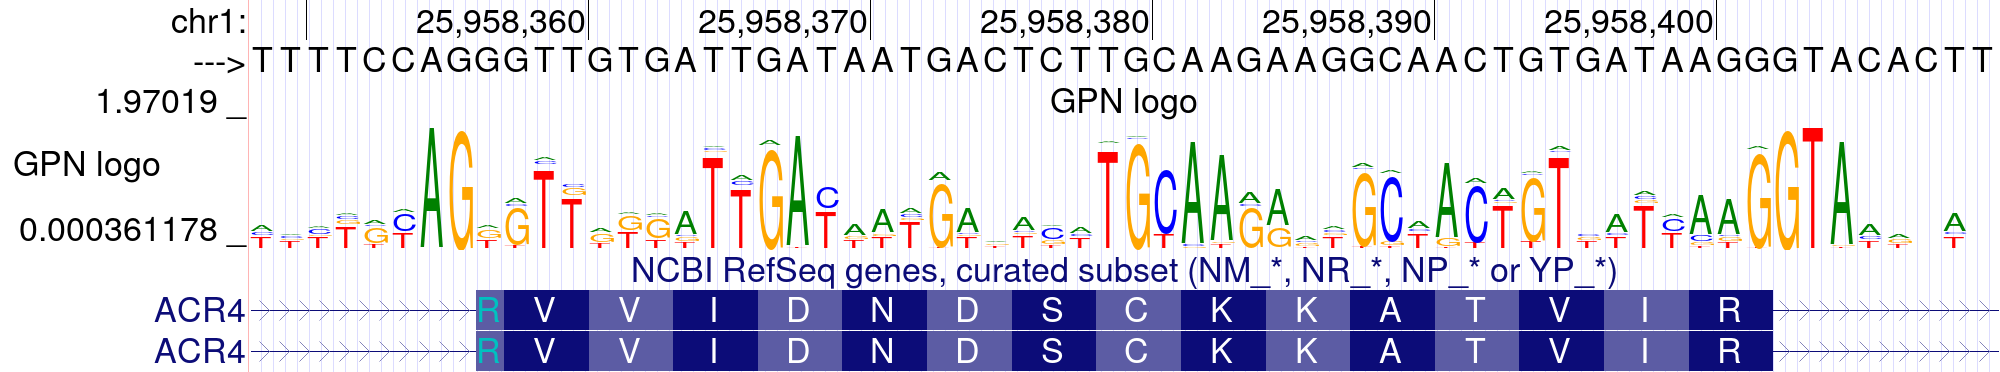 chr1: 25,958,360 25,958,370 25,958,380 25,958,390 25,958,400
---> TTTTCCAGGGTTGTGATTGATAATGACTCTTGCAAGAAGGCAACTGTGATAAGGGTACACTT
1.97019 _ GPN logo
GPN logo
0.000361178 _
NCBI RefSeq genes, curated subset (NM_*, NR_*, NP_* or YP_*)
ACR4 R V V I D N D S C K K A T V I R
ACR4 R V V I D N D S C K K A T V I R